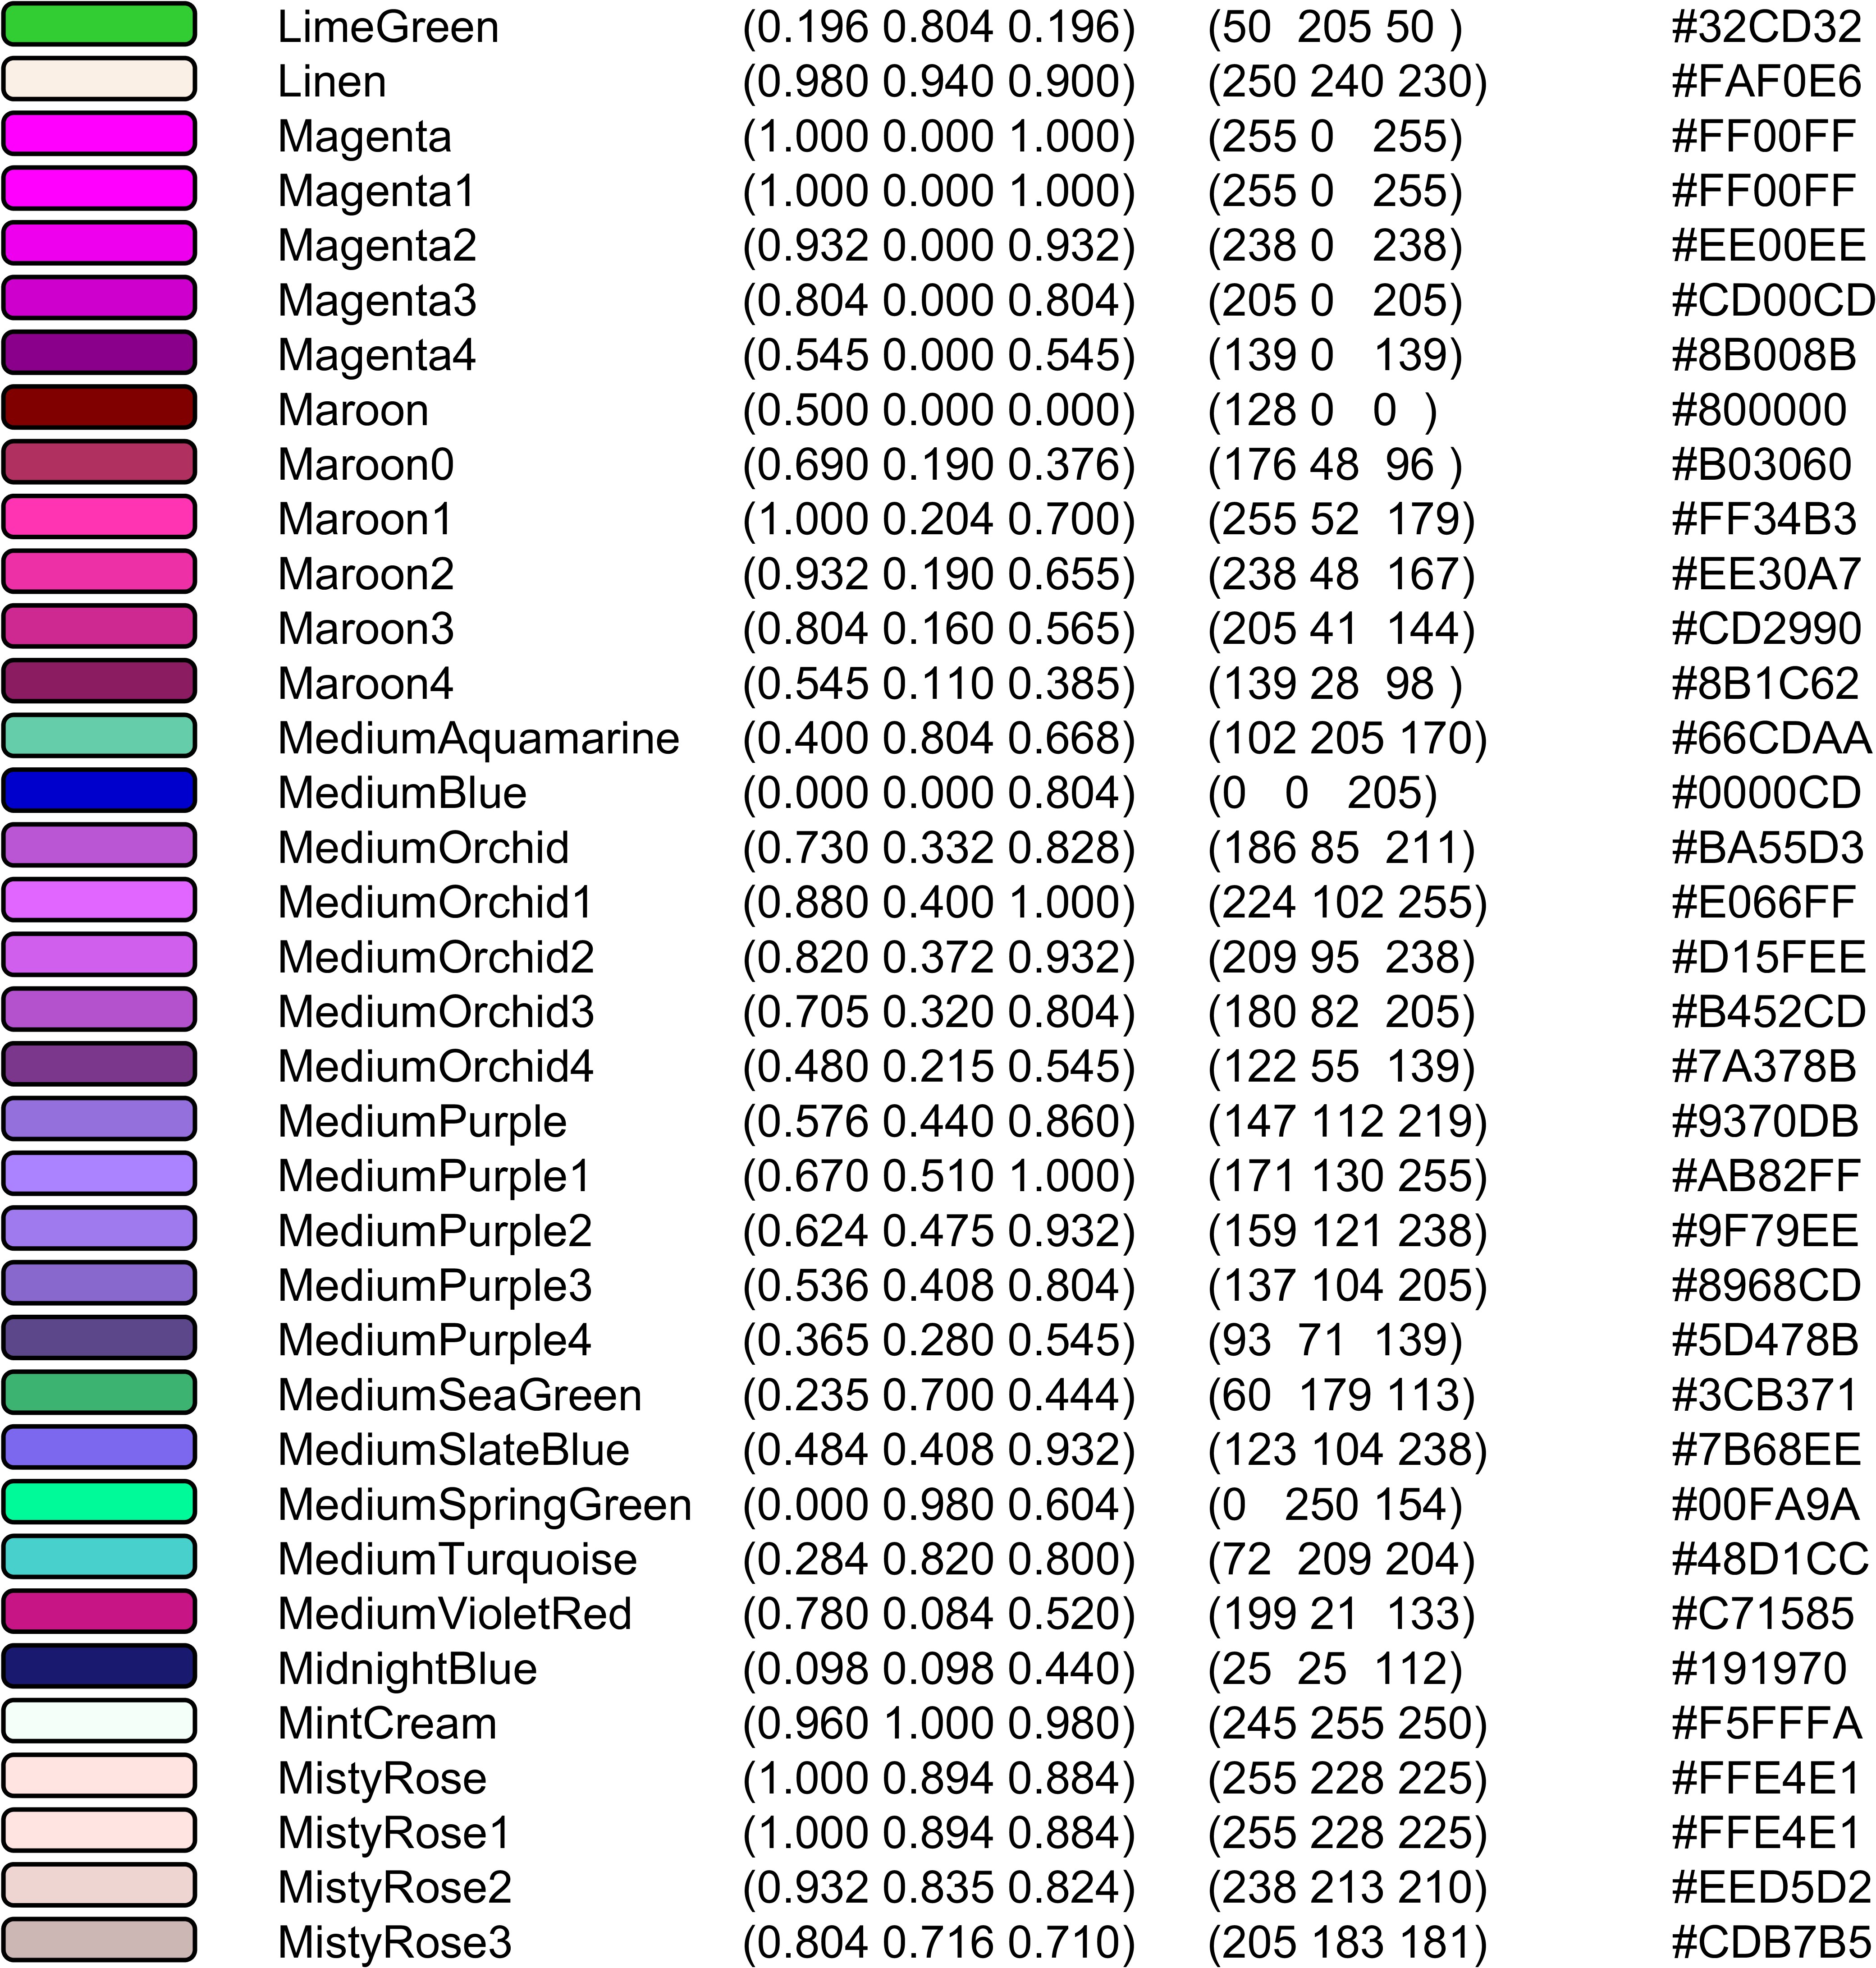 LimeGreen (0.196 0.804 0.196) (50 205 50 ) #32CD32
Linen (0.980 0.940 0.900) (250 240 230) #FAF0E6
Magenta (1.000 0.000 1.000) (255 0 255) #FF00FF
Magenta1 (1.000 0.000 1.000) (255 0 255) #FF00FF
Magenta2 (0.932 0.000 0.932) (238 0 238) #EE00EE
Magenta3 (0.804 0.000 0.804) (205 0 205) #CD00CD
Magenta4 (0.545 0.000 0.545) (139 0 139) #8B008B
Maroon (0.500 0.000 0.000) (128 0 0 ) #800000
Maroon0 (0.690 0.190 0.376) (176 48 96 ) #B03060
Maroon1 (1.000 0.204 0.700) (255 52 179) #FF34B3
Maroon2 (0.932 0.190 0.655) (238 48 167) #EE30A7
Maroon3 (0.804 0.160 0.565) (205 41 144) #CD2990
Maroon4 (0.545 0.110 0.385) (139 28 98 ) #8B1C62
MediumAquamarine (0.400 0.804 0.668) (102 205 170) #66CDAA
MediumBlue (0.000 0.000 0.804) (0 0 205) #0000CD
MediumOrchid (0.730 0.332 0.828) (186 85 211) #BA55D3
MediumOrchid1 (0.880 0.400 1.000) (224 102 255) #E066FF
MediumOrchid2 (0.820 0.372 0.932) (209 95 238) #D15FEE
MediumOrchid3 (0.705 0.320 0.804) (180 82 205) #B452CD
MediumOrchid4 (0.480 0.215 0.545) (122 55 139) #7A378B
MediumPurple (0.576 0.440 0.860) (147 112 219) #9370DB
MediumPurple1 (0.670 0.510 1.000) (171 130 255) #AB82FF
MediumPurple2 (0.624 0.475 0.932) (159 121 238) #9F79EE
MediumPurple3 (0.536 0.408 0.804) (137 104 205) #8968CD
MediumPurple4 (0.365 0.280 0.545) (93 71 139) #5D478B
MediumSeaGreen (0.235 0.700 0.444) (60 179 113) #3CB371
MediumSlateBlue (0.484 0.408 0.932) (123 104 238) #7B68EE
MediumSpringGreen (0.000 0.980 0.604) (0 250 154) #00FA9A
MediumTurquoise (0.284 0.820 0.800) (72 209 204) #48D1CC
MediumVioletRed (0.780 0.084 0.520) (199 21 133) #C71585
MidnightBlue (0.098 0.098 0.440) (25 25 112) #191970
MintCream (0.960 1.000 0.980) (245 255 250) #F5FFFA
MistyRose (1.000 0.894 0.884) (255 228 225) #FFE4E1
MistyRose1 (1.000 0.894 0.884) (255 228 225) #FFE4E1
MistyRose2 (0.932 0.835 0.824) (238 213 210) #EED5D2
MistyRose3 (0.804 0.716 0.710) (205 183 181) #CDB7B5